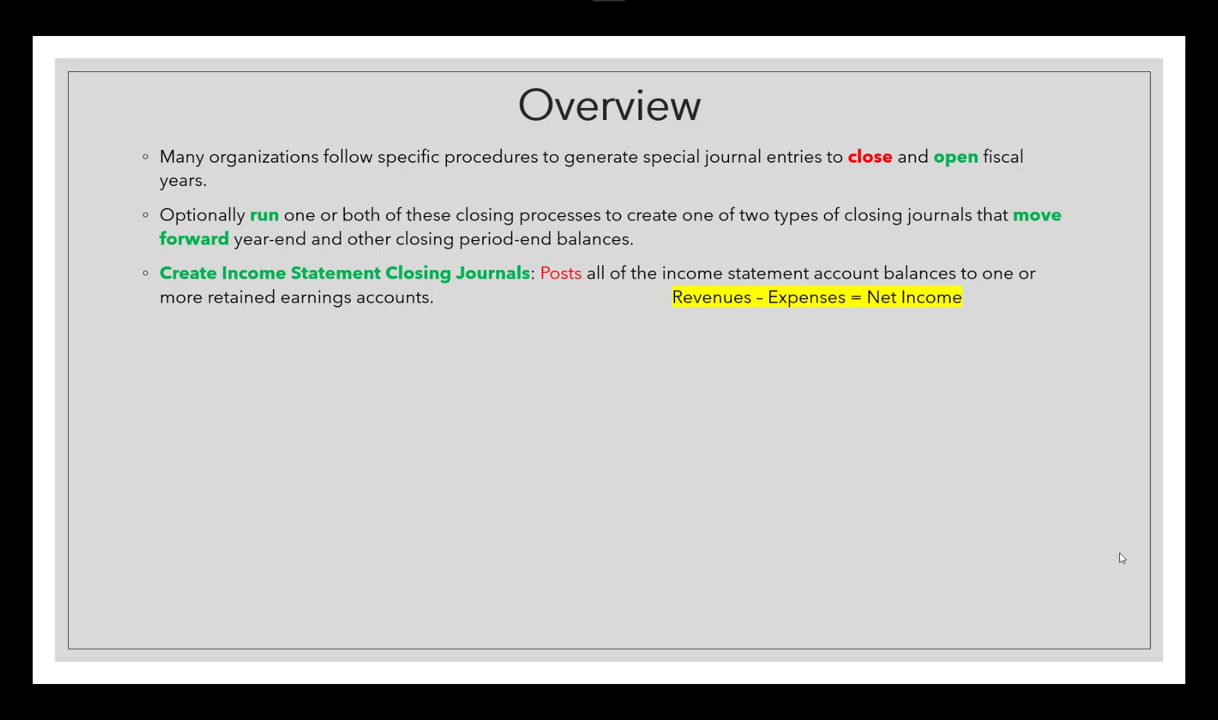 Overview
◦ Many organizations follow specific procedures to generate special journal entries to close and open fiscal
years.
◦ Optionally run one or both of these closing processes to create one of two types of closing journals that move
forward year-end and other closing period-end balances.
◦ Create Income Statement Closing Journals: Posts all of the income statement account balances to one or
more retained earnings accounts. Revenues – Expenses = Net Income